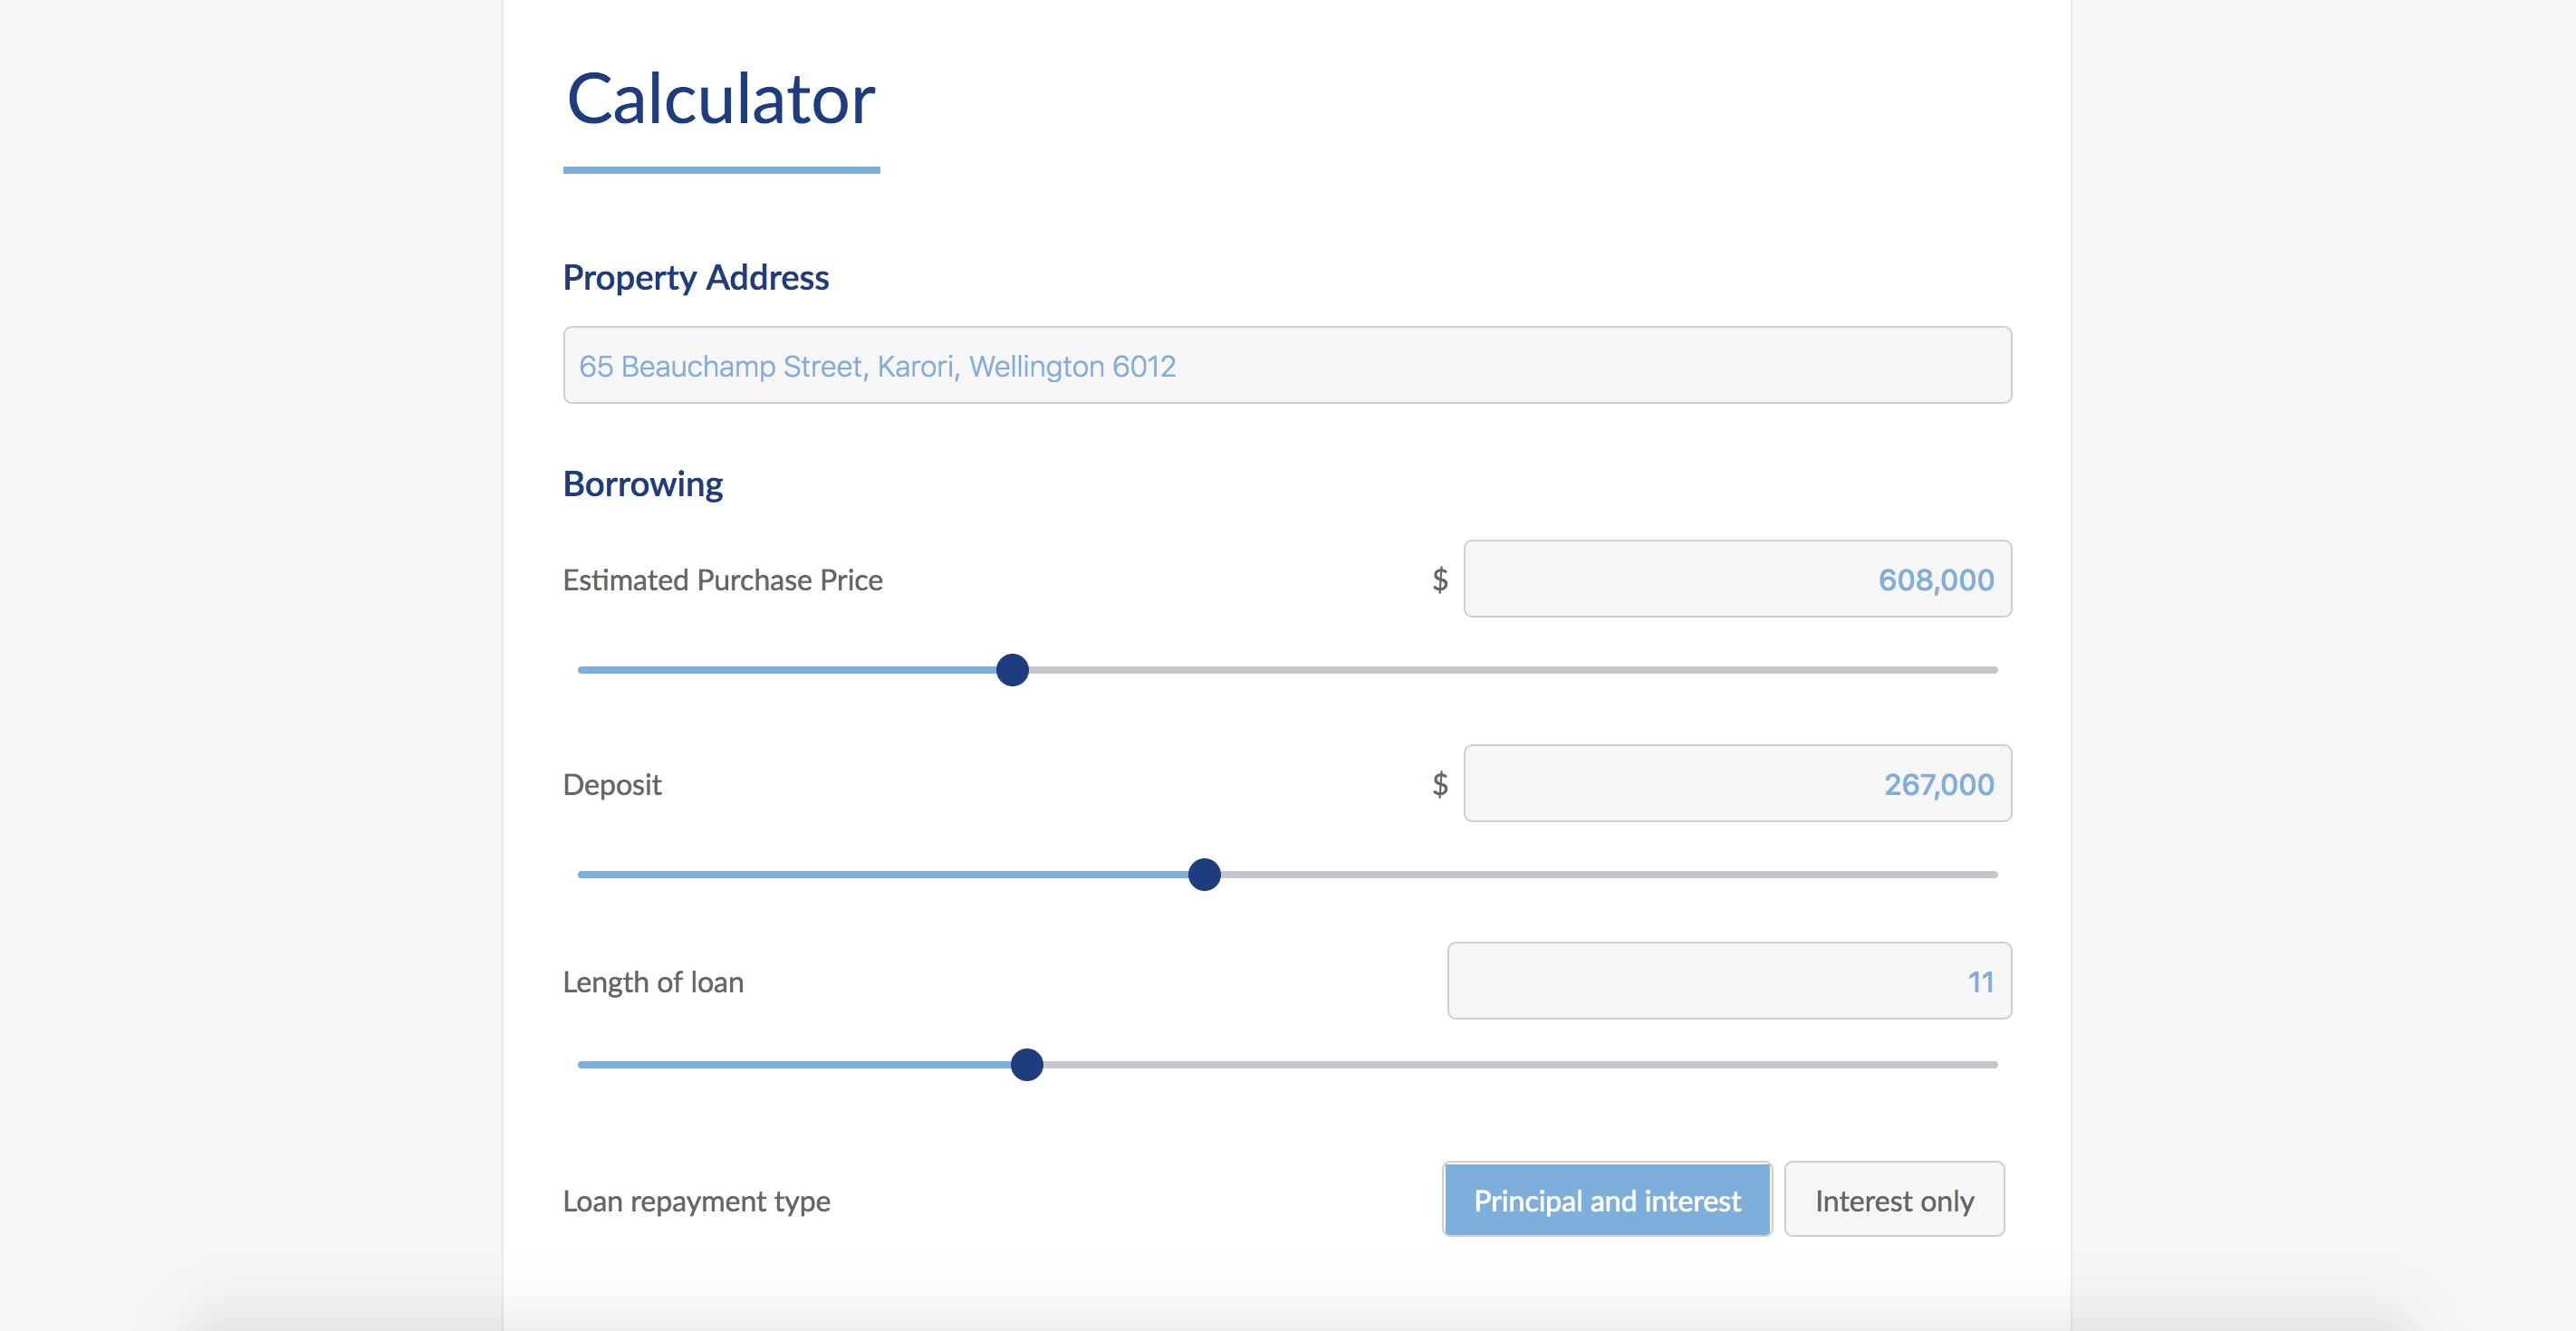 Calculator
Property Address
65 Beauchamp Street, Karori, Wellington 6012
Borrowing
Estimated Purchase Price $ 608,000
Deposit $ 267,000
Length of loan 11
Loan repayment type Principal and interest Interest only